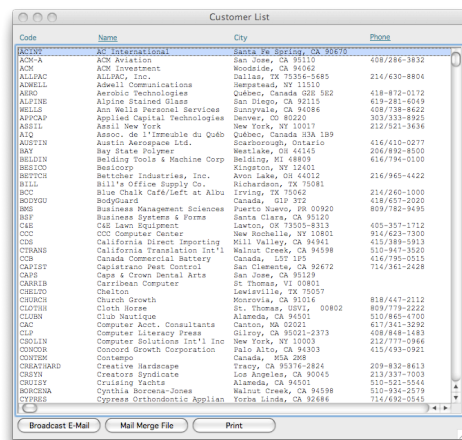 Customer List
Code Name City Phone
ACINT AC International Santa Fe Spring, CA 90670
ACM-A ACM Aviation San Jose, CA 95110 408/286-3832
ACM ACM Investment Woodside, CA 94062
ALLPAC ALLPAC, Inc. Dallas, TX 75356-5685 214/630-8804
ADWELL Adwell Communications Hempstead, NY 11510
AERO Aerobic Technologies Québec, Canada G2E 5E2 418-872-0172
ALPINE Alpine Stained Glass San Diego, CA 92115 619-281-6049
WELLS Ann Wells Personel Services Sunnyvale, CA 94086 408/738-8622
APPCAP Applied Capital Technologies Denver, CO 80220 303/333-8925
ASSIL Assil New York New York, NY 10017 212/521-3636
AIQ Assoc. de l'Immeuble du Québ Québec, Canada H3A 1B9
AUSTIN Austin Aerospace Ltd. Scarborough, Ontario 416/410-0277
BAY Bay State Polymer Westlake, OH 44145 206/892-8500
BELDIN Belding Tools & Machine Corp Belding, MI 48809 616/794-0100
BESICO Besicorp Kingston, NY 12401
BETTCH Bettcher Industries, Inc. Avon Lake, OH 44012 216/965-4422
BILL Bill's Office Supply Co. Richardson, TX 75081
BCC Blue Chalk Café/Left at Albu Irving, TX 75062 214/260-1000
BODYGU BodyGuard Canada, G1P 3T2 418/657-2020
BMS Business Management Sciences Puerto Nuevo, PR 00920 809/782-9495
BSF Business Systems & Forms Santa Clara, CA 95120
C&E C&E Lawn Equipment Lawton, OK 73505-8313 405-357-1712
CCC CCC Computer Center New Rochelle, NY 10801 914/623-7300
CDS California Direct Importing Mill Valley, CA 94941 415/389-5913
CTRANS California Translation Int'l Walnut Creek, CA 94598 510-947-3520
CCB Canada Commercial Battery Canada, L5T 1P5 416/795-0515
CAPIST Capistrano Pest Control San Clemente, CA 92672 714/361-2428
CAPS Caps & Crown Dental Arts San Jose, CA 95129
CARRIB Carribean Computer St Thomas, VI 00801
CHELTO Chelton Lewisville, TX 75057
CHURCH Church Growth Monrovia, CA 91016 818/447-2112
CLOTHH Cloth Horse St. Thomas, USVI, 00802 809/779-2222
CLUBN Club Nautique Alameda, CA 94501 510/865-4700
CAC Computer Acct. Consultants Canton, MA 02021 617/341-3292
CLP Computer Literacy Press Gilroy, CA 95021-2373 408/848-1483
CSOLIN Computer Solutions Int'l Inc New York, NY 10003 212/777-0966
CONCOR Concord Growth Corporation Palo Alto, CA 94303 415/493-0921
CONTEM Contempo Canada, M5A 2M8
CREATHARD Creative Hardscape Tracy, CA 95376-2824 209-832-8613
CRSYN Creators Syndicate Los Angeles, CA 90045 213/337-7003
CRUISY Cruising Yachts Alameda, CA 94501 510-521-5544
BORCENA Cynthia Borcena-Jones Walnut Creek, CA 94598 510-934-2579
CYPRES Cypress Orthodontic Applian Yorba Linda, CA 92686 714/692-0545
Broadcast E-Mail Mail Merge File Print